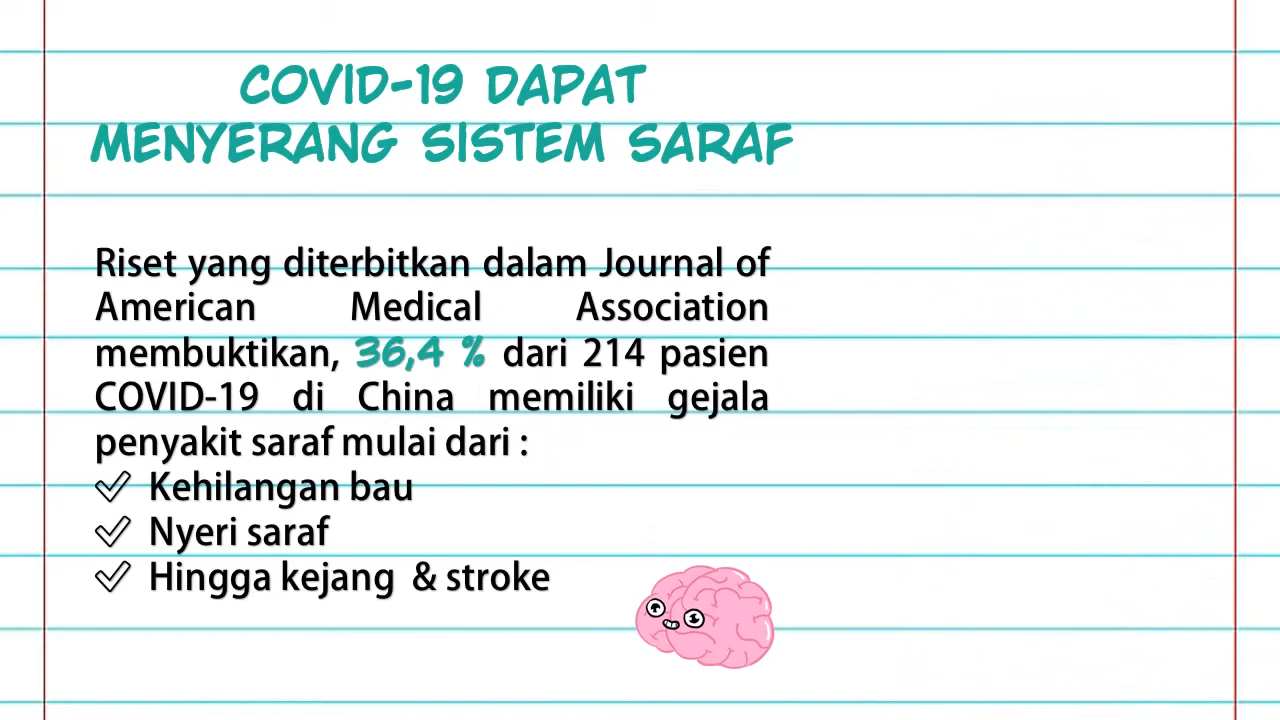 COVID-19 DAPAT
MENYERANG SISTEM SARAF
Riset yang diterbitkan dalam Journal of
American Medical Association
membuktikan, 36,4 % dari 214 pasien
COVID-19 di China memiliki gejala
penyakit saraf mulai dari :
✓ Kehilangan bau
✓ Nyeri saraf
✓ Hingga kejang & stroke